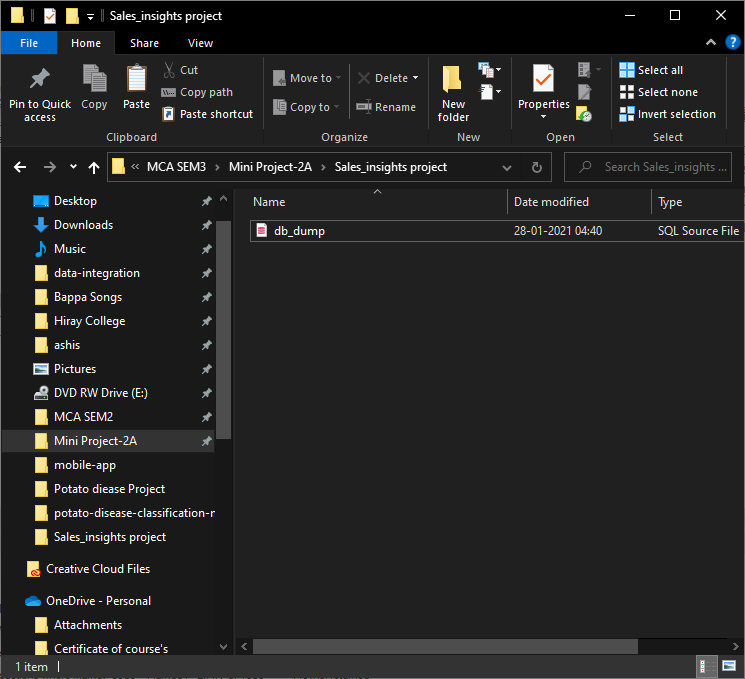 Sales_insights project
File Home Share View
Pin to Quick access
Copy
Paste
Cut
Copy path
Paste shortcut
Clipboard
Move to
Copy to
Delete
Rename
Organize
New folder
New
Properties
Open
Select all
Select none
Invert selection
Select
« MCA SEM3 › Mini Project-2A › Sales_insights project
Search Sales_insights ...
Desktop
Downloads
Music
data-integration
Bappa Songs
Hiray College
ashis
Pictures
DVD RW Drive (E:)
MCA SEM2
Mini Project-2A
mobile-app
Potato diease Project
potato-disease-classification-r
Sales_insights project
Creative Cloud Files
OneDrive - Personal
Attachments
Certificate of course's
Name Date modified Type
db_dump 28-01-2021 04:40 SQL Source File
1 item